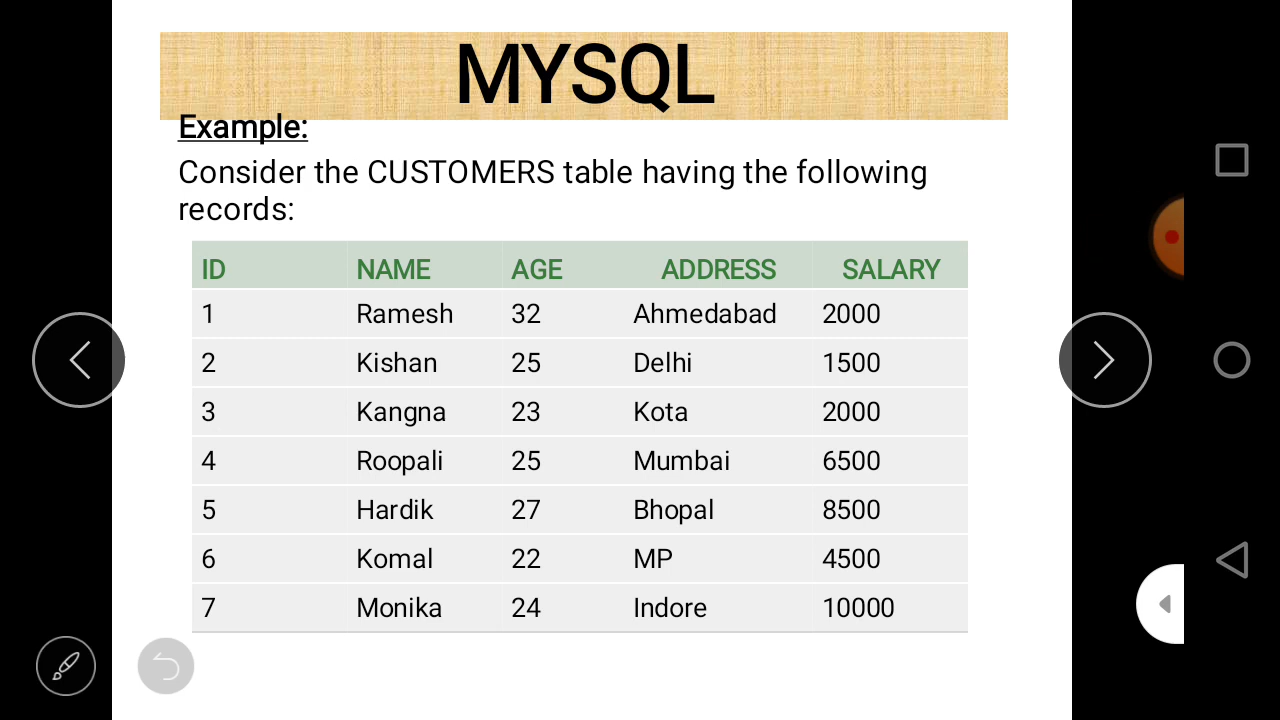 MYSQL
Example:
Consider the CUSTOMERS table having the following
records:
ID NAME AGE ADDRESS SALARY
1 Ramesh 32 Ahmedabad 2000
2 Kishan 25 Delhi 1500
3 Kangna 23 Kota 2000
4 Roopali 25 Mumbai 6500
5 Hardik 27 Bhopal 8500
6 Komal 22 MP 4500
7 Monika 24 Indore 10000